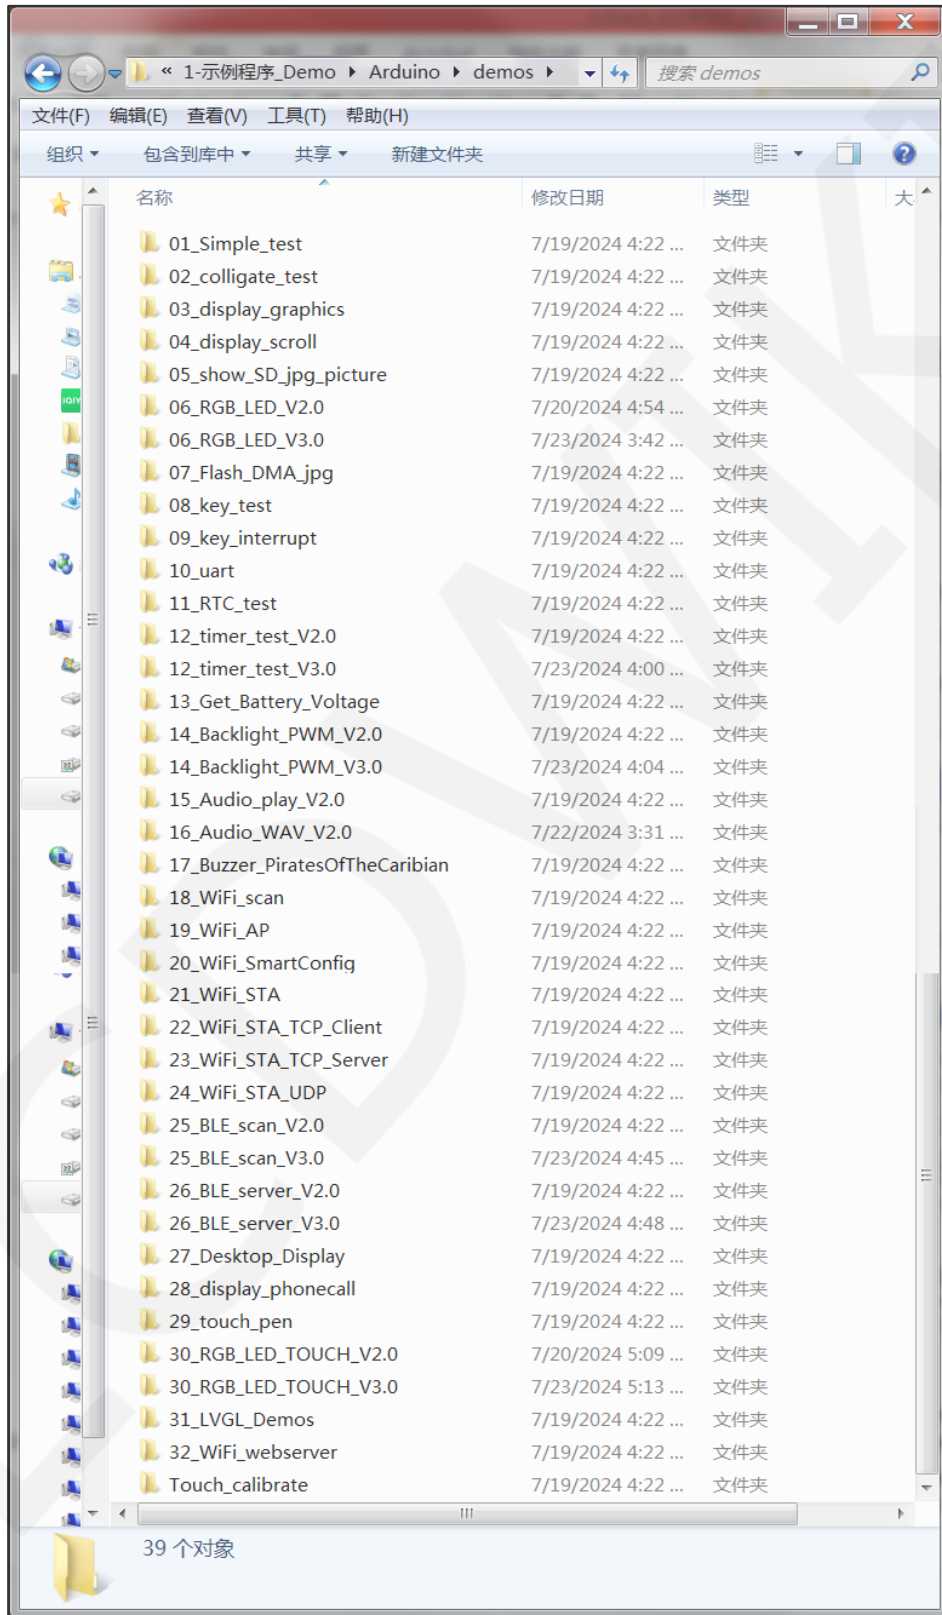 « 1-示例程序_Demo ▸ Arduino ▸ demos ▸ 搜索 demos
文件(F) 编辑(E) 查看(V) 工具(T) 帮助(H)
组织 包含到库中 共享 新建文件夹
名称 修改日期 类型 大
01_Simple_test 7/19/2024 4:22 ... 文件夹
02_colligate_test 7/19/2024 4:22 ... 文件夹
03_display_graphics 7/19/2024 4:22 ... 文件夹
04_display_scroll 7/19/2024 4:22 ... 文件夹
05_show_SD_jpg_picture 7/19/2024 4:22 ... 文件夹
06_RGB_LED_V2.0 7/20/2024 4:54 ... 文件夹
06_RGB_LED_V3.0 7/23/2024 3:42 ... 文件夹
07_Flash_DMA_jpg 7/19/2024 4:22 ... 文件夹
08_key_test 7/19/2024 4:22 ... 文件夹
09_key_interrupt 7/19/2024 4:22 ... 文件夹
10_uart 7/19/2024 4:22 ... 文件夹
11_RTC_test 7/19/2024 4:22 ... 文件夹
12_timer_test_V2.0 7/19/2024 4:22 ... 文件夹
12_timer_test_V3.0 7/23/2024 4:00 ... 文件夹
13_Get_Battery_Voltage 7/19/2024 4:22 ... 文件夹
14_Backlight_PWM_V2.0 7/19/2024 4:22 ... 文件夹
14_Backlight_PWM_V3.0 7/23/2024 4:04 ... 文件夹
15_Audio_play_V2.0 7/19/2024 4:22 ... 文件夹
16_Audio_WAV_V2.0 7/22/2024 3:31 ... 文件夹
17_Buzzer_PiratesOfTheCaribian 7/19/2024 4:22 ... 文件夹
18_WiFi_scan 7/19/2024 4:22 ... 文件夹
19_WiFi_AP 7/19/2024 4:22 ... 文件夹
20_WiFi_SmartConfig 7/19/2024 4:22 ... 文件夹
21_WiFi_STA 7/19/2024 4:22 ... 文件夹
22_WiFi_STA_TCP_Client 7/19/2024 4:22 ... 文件夹
23_WiFi_STA_TCP_Server 7/19/2024 4:22 ... 文件夹
24_WiFi_STA_UDP 7/19/2024 4:22 ... 文件夹
25_BLE_scan_V2.0 7/19/2024 4:22 ... 文件夹
25_BLE_scan_V3.0 7/23/2024 4:45 ... 文件夹
26_BLE_server_V2.0 7/19/2024 4:22 ... 文件夹
26_BLE_server_V3.0 7/23/2024 4:48 ... 文件夹
27_Desktop_Display 7/19/2024 4:22 ... 文件夹
28_display_phonecall 7/19/2024 4:22 ... 文件夹
29_touch_pen 7/19/2024 4:22 ... 文件夹
30_RGB_LED_TOUCH_V2.0 7/20/2024 5:09 ... 文件夹
30_RGB_LED_TOUCH_V3.0 7/23/2024 5:13 ... 文件夹
31_LVGL_Demos 7/19/2024 4:22 ... 文件夹
32_WiFi_webserver 7/19/2024 4:22 ... 文件夹
Touch_calibrate 7/19/2024 4:22 ... 文件夹
39 个对象